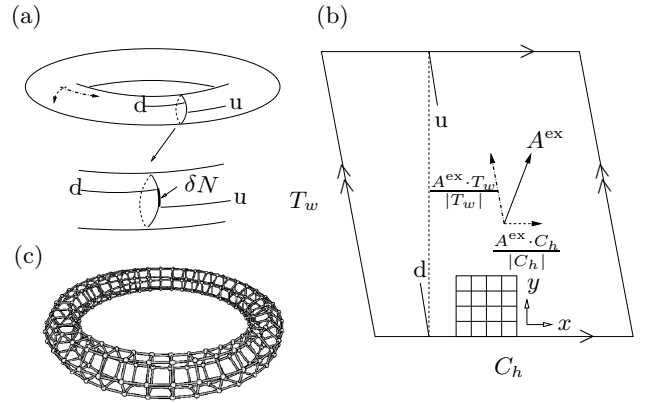 (a)
d
u
d
δN
u
(c)
(b)
u
A^ex
T_w
A^ex·T_w
|T_w|
A^ex·C_h
|C_h|
d
y
x
C_h